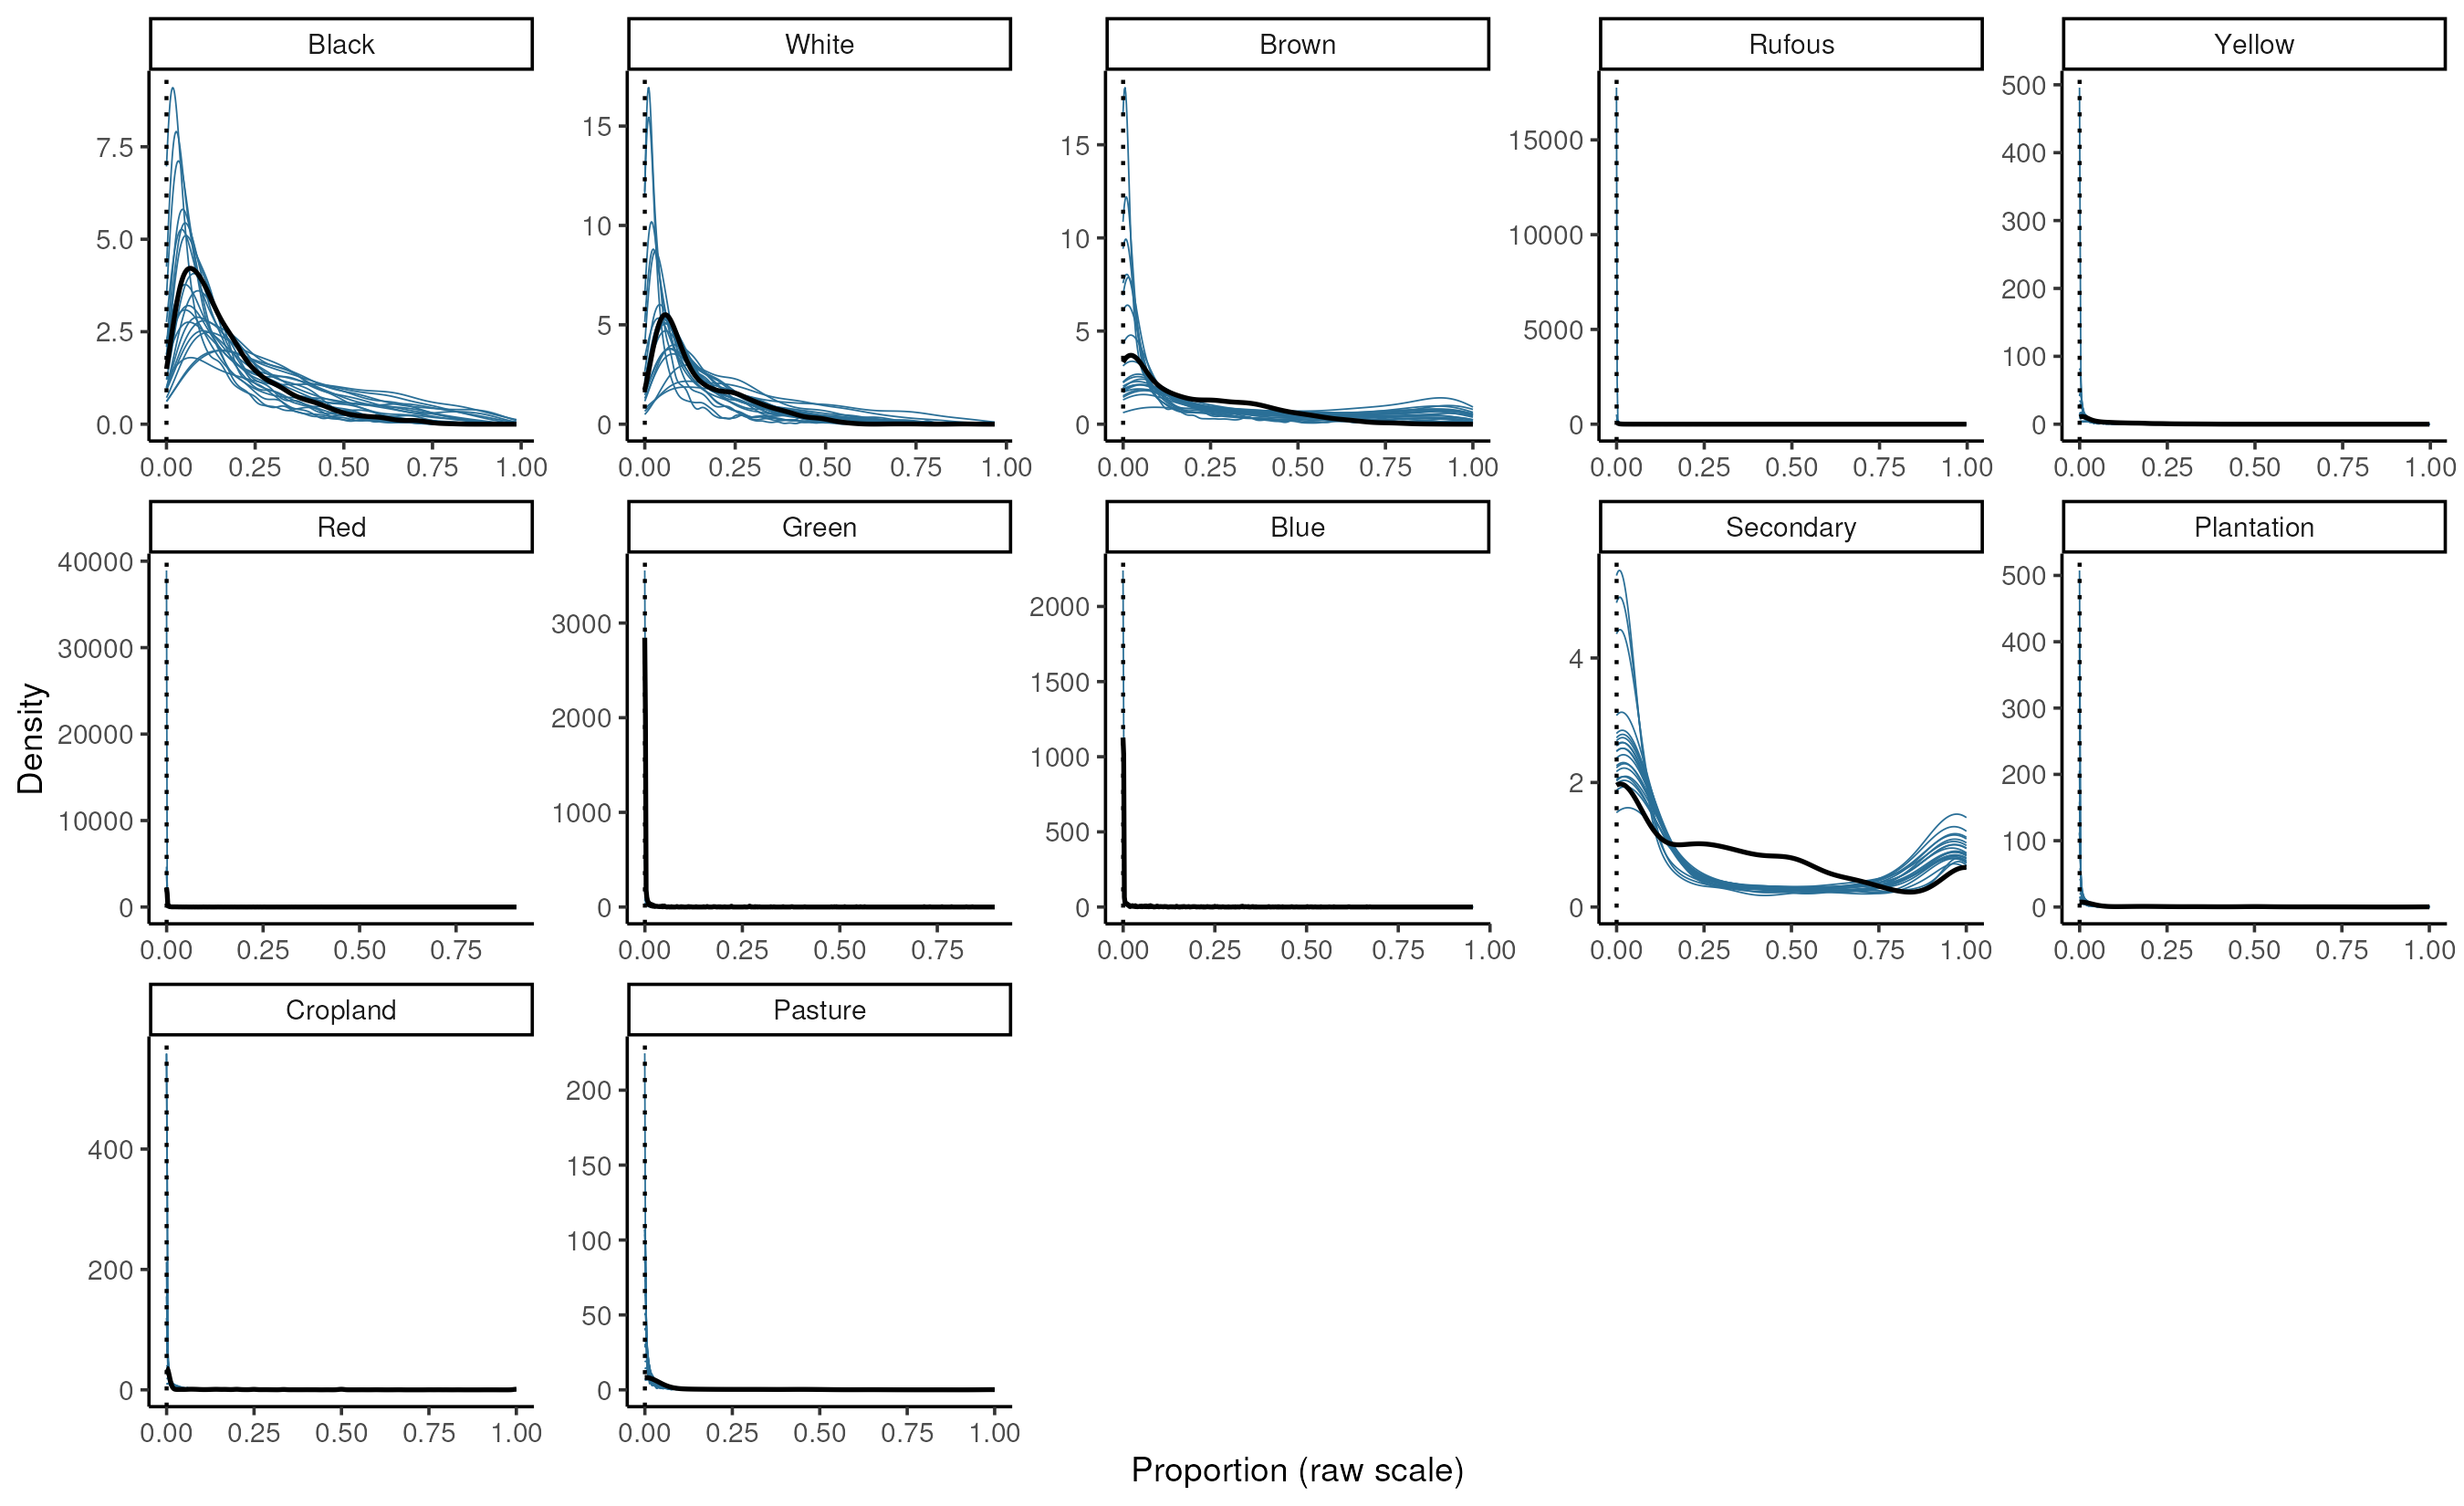 Black White Brown Rufous Yellow
7.5 5.0 2.5 0.0
15 10 5 0
15 10 5 0
15000 10000 5000 0
500 400 300 200 100 0
0.00 0.25 0.50 0.75 1.00
0.00 0.25 0.50 0.75 1.00
0.00 0.25 0.50 0.75 1.00
0.00 0.25 0.50 0.75 1.00
0.00 0.25 0.50 0.75 1.00
Red Green Blue Secondary Plantation
40000 30000 20000 10000 0
3000 2000 1000 0
2000 1500 1000 500 0
4 2 0
500 400 300 200 100 0
0.00 0.25 0.50 0.75
0.00 0.25 0.50 0.75
0.00 0.25 0.50 0.75 1.00
0.00 0.25 0.50 0.75 1.00
0.00 0.25 0.50 0.75 1.00
Density
Cropland Pasture
400 200 0
200 150 100 50 0
0.00 0.25 0.50 0.75 1.00
0.00 0.25 0.50 0.75 1.00
Proportion (raw scale)